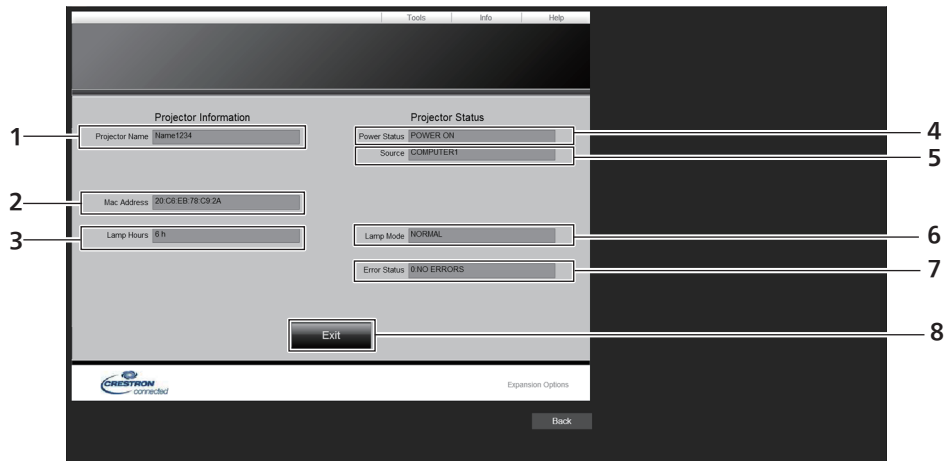 Tools Info Help
Projector Information Projector Status
1 Projector Name Name1234 Power Status POWER ON 4
Source COMPUTER1 5
2 Mac Address 20:C6:EB:78:C9:2A
3 Lamp Hours 6 h Lamp Mode NORMAL 6
Error Status 0:NO ERRORS 7
Exit 8
CRESTRON
connected
Expansion Options
Back